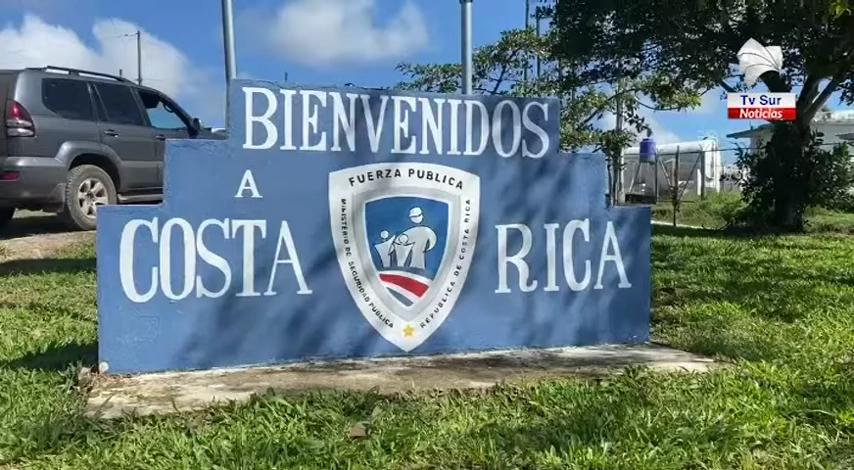 BIENVENIDOS
A
COSTA RICA
FUERZA PUBLICA
MINISTERIO DE SEGURIDAD PUBLICA
REPUBLICA DE COSTA RICA
Tv Sur
Noticias